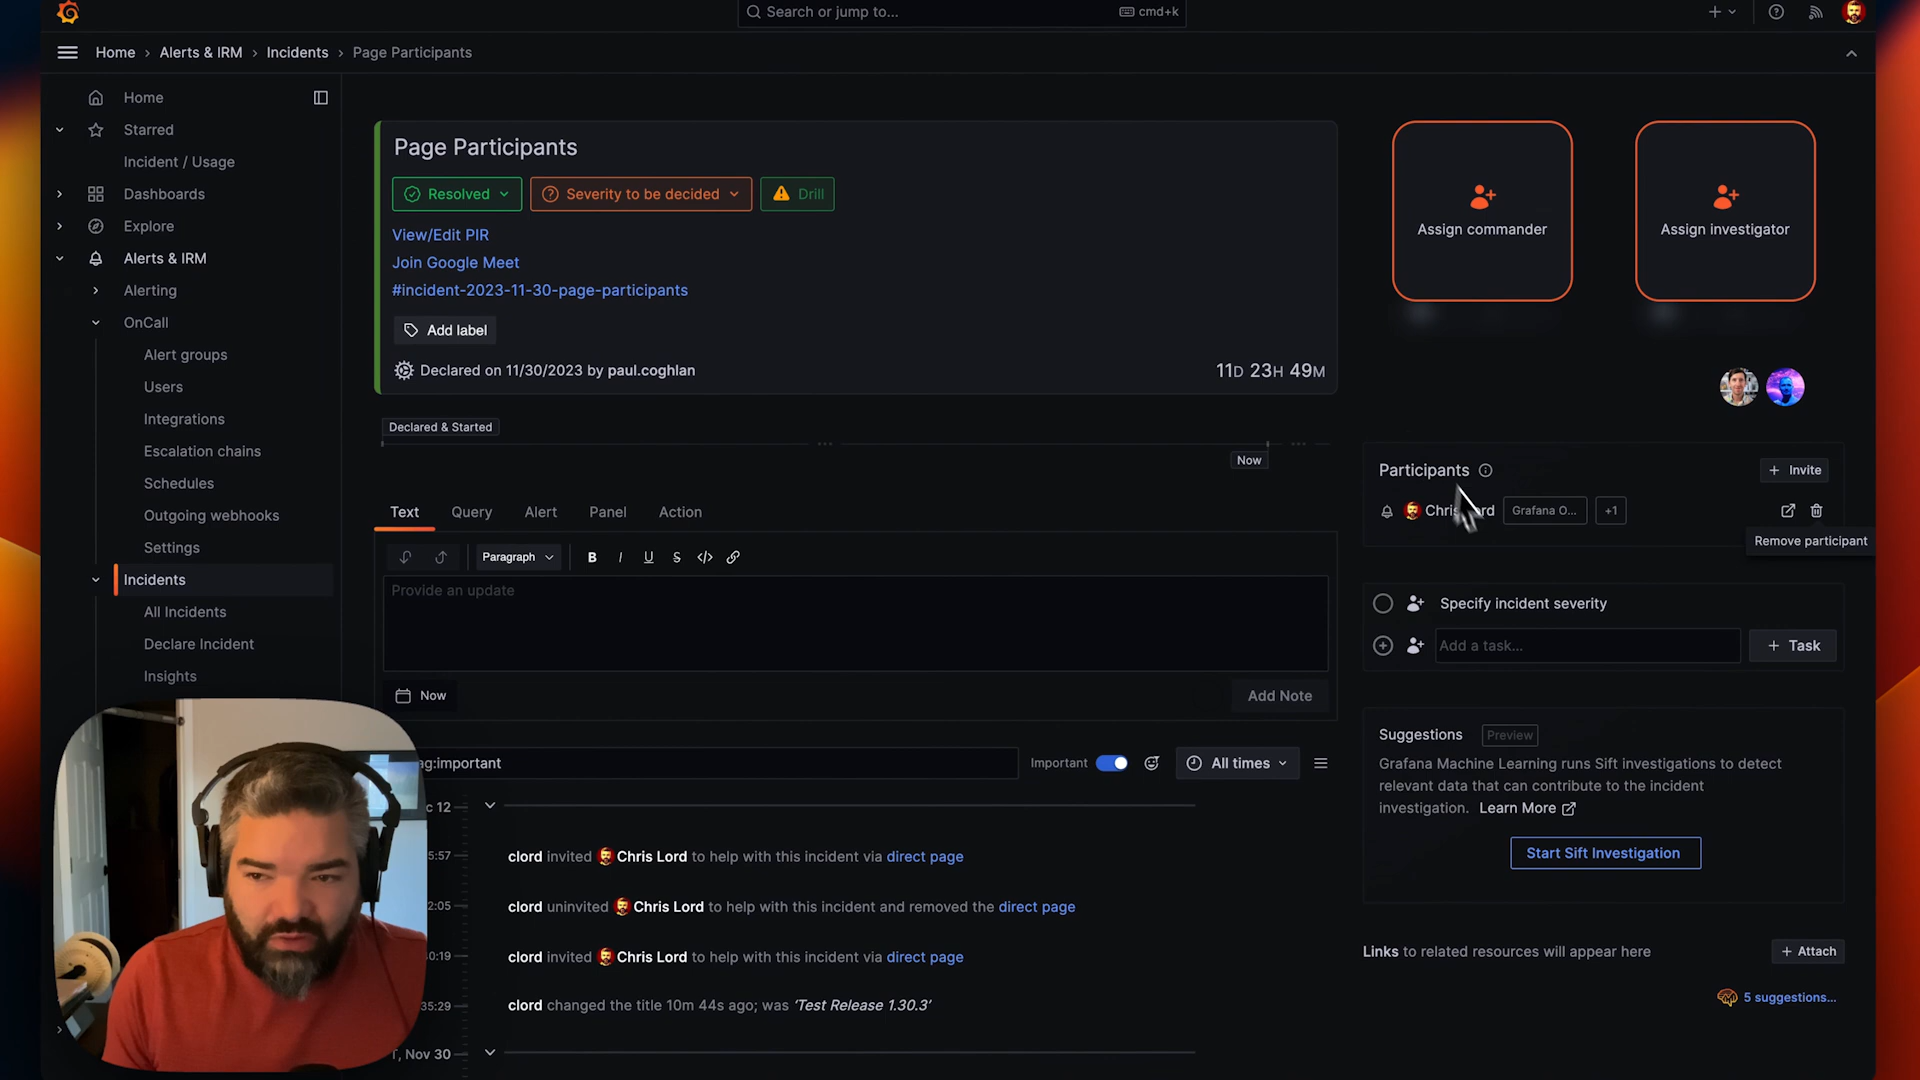 Search or jump to...
cmd+k
Home › Alerts & IRM › Incidents › Page Participants
Home
Starred
Incident / Usage
Dashboards
Explore
Alerts & IRM
Alerting
OnCall
Alert groups
Users
Integrations
Escalation chains
Schedules
Outgoing webhooks
Settings
Incidents
All Incidents
Declare Incident
Insights
Page Participants
Resolved
Severity to be decided
Drill
View/Edit PIR
Join Google Meet
#incident-2023-11-30-page-participants
Add label
Declared on 11/30/2023 by paul.coghlan
11D 23H 49M
Declared & Started
Now
Text Query Alert Panel Action
Paragraph
B I U S </>
Provide an update
Now
Add Note
ag:important
Important
All times
c 12
5:57
clord invited Chris Lord to help with this incident via direct page
2:05
clord uninvited Chris Lord to help with this incident and removed the direct page
0:19
clord invited Chris Lord to help with this incident via direct page
35:29
clord changed the title 10m 44s ago; was 'Test Release 1.30.3'
, Nov 30
Assign commander
Assign investigator
Participants
+ Invite
Grafana O...
+1
Remove participant
Specify incident severity
Add a task...
+ Task
Suggestions
Preview
Grafana Machine Learning runs Sift investigations to detect
relevant data that can contribute to the incident
investigation. Learn More
Start Sift Investigation
Links to related resources will appear here
+ Attach
5 suggestions...